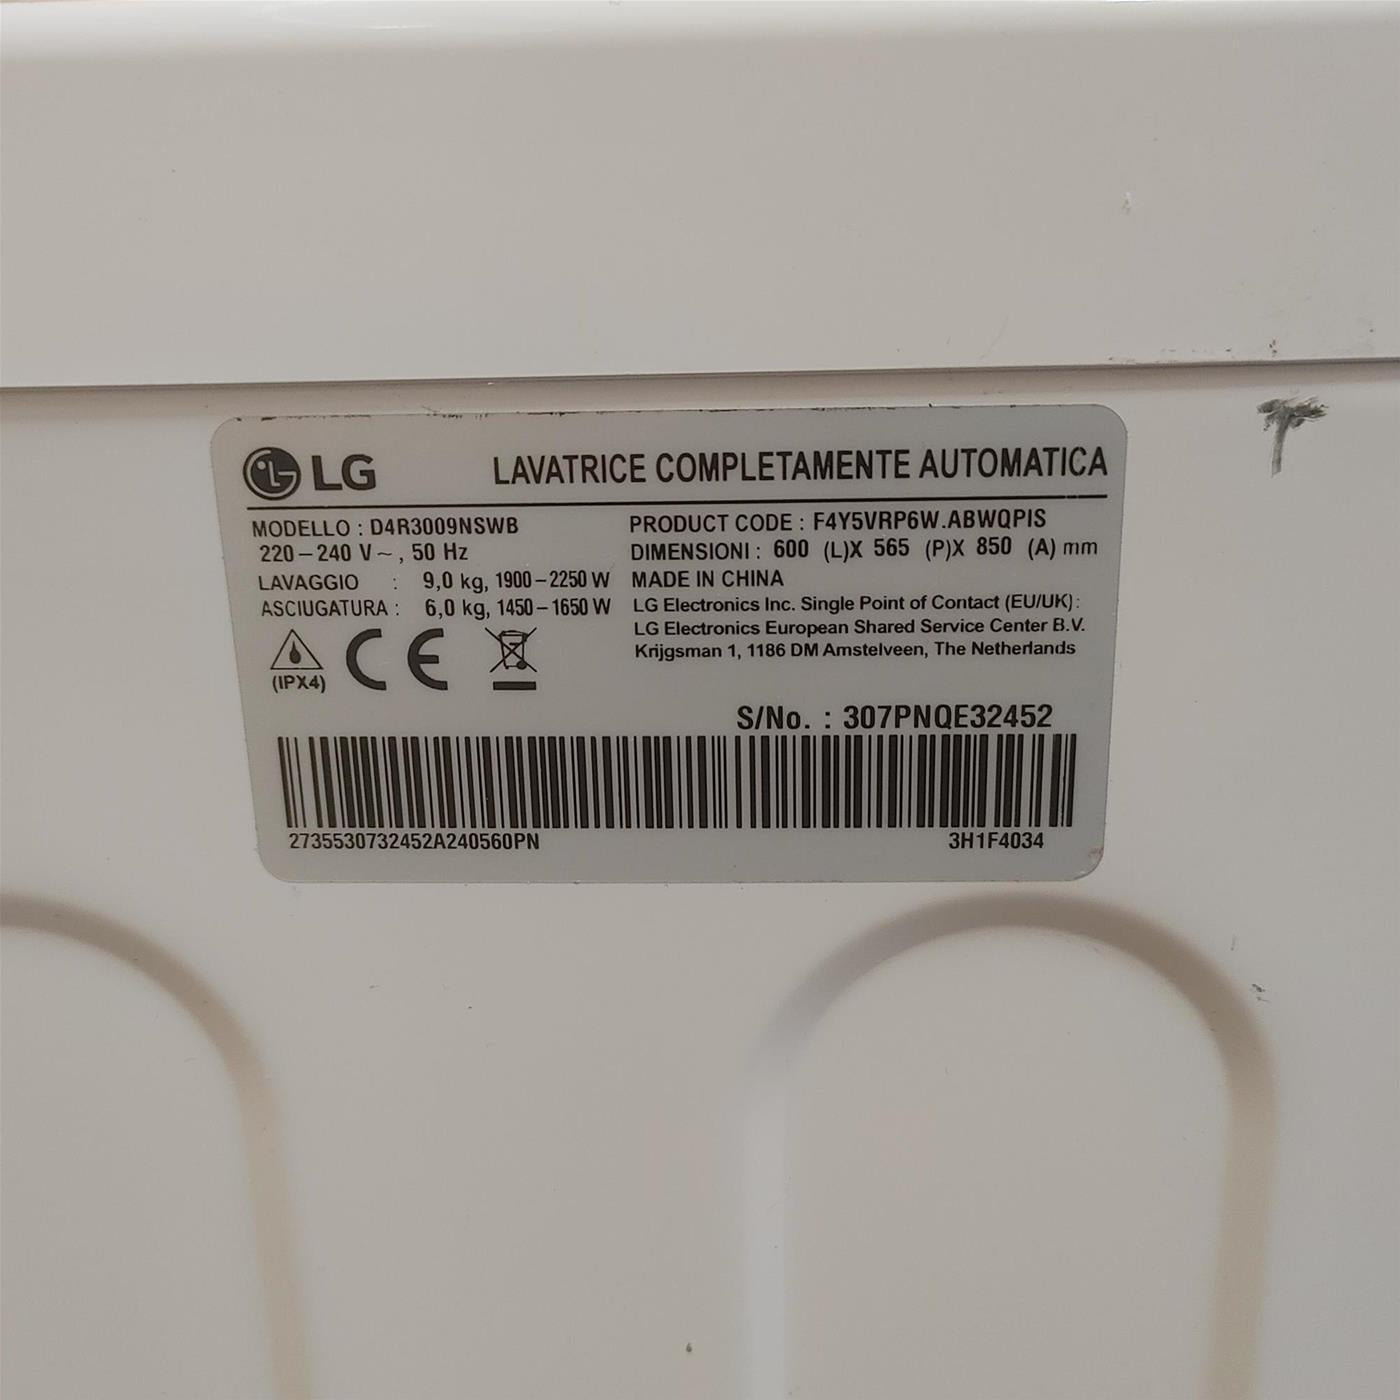 LG LAVATRICE COMPLETAMENTE AUTOMATICA
MODELLO : D4R3009NSWB
220–240 V ~, 50 Hz
LAVAGGIO : 9,0 kg, 1900–2250 W
ASCIUGATURA : 6,0 kg, 1450–1650 W
(IPX4)
CE
PRODUCT CODE : F4Y5VRP6W.ABWQPIS
DIMENSIONI : 600 (L)X 565 (P)X 850 (A) mm
MADE IN CHINA
LG Electronics Inc. Single Point of Contact (EU/UK) :
LG Electronics European Shared Service Center B.V.
Krijgsman 1, 1186 DM Amstelveen, The Netherlands
S/No. : 307PNQE32452
2735530732452A240560PN 3H1F4034